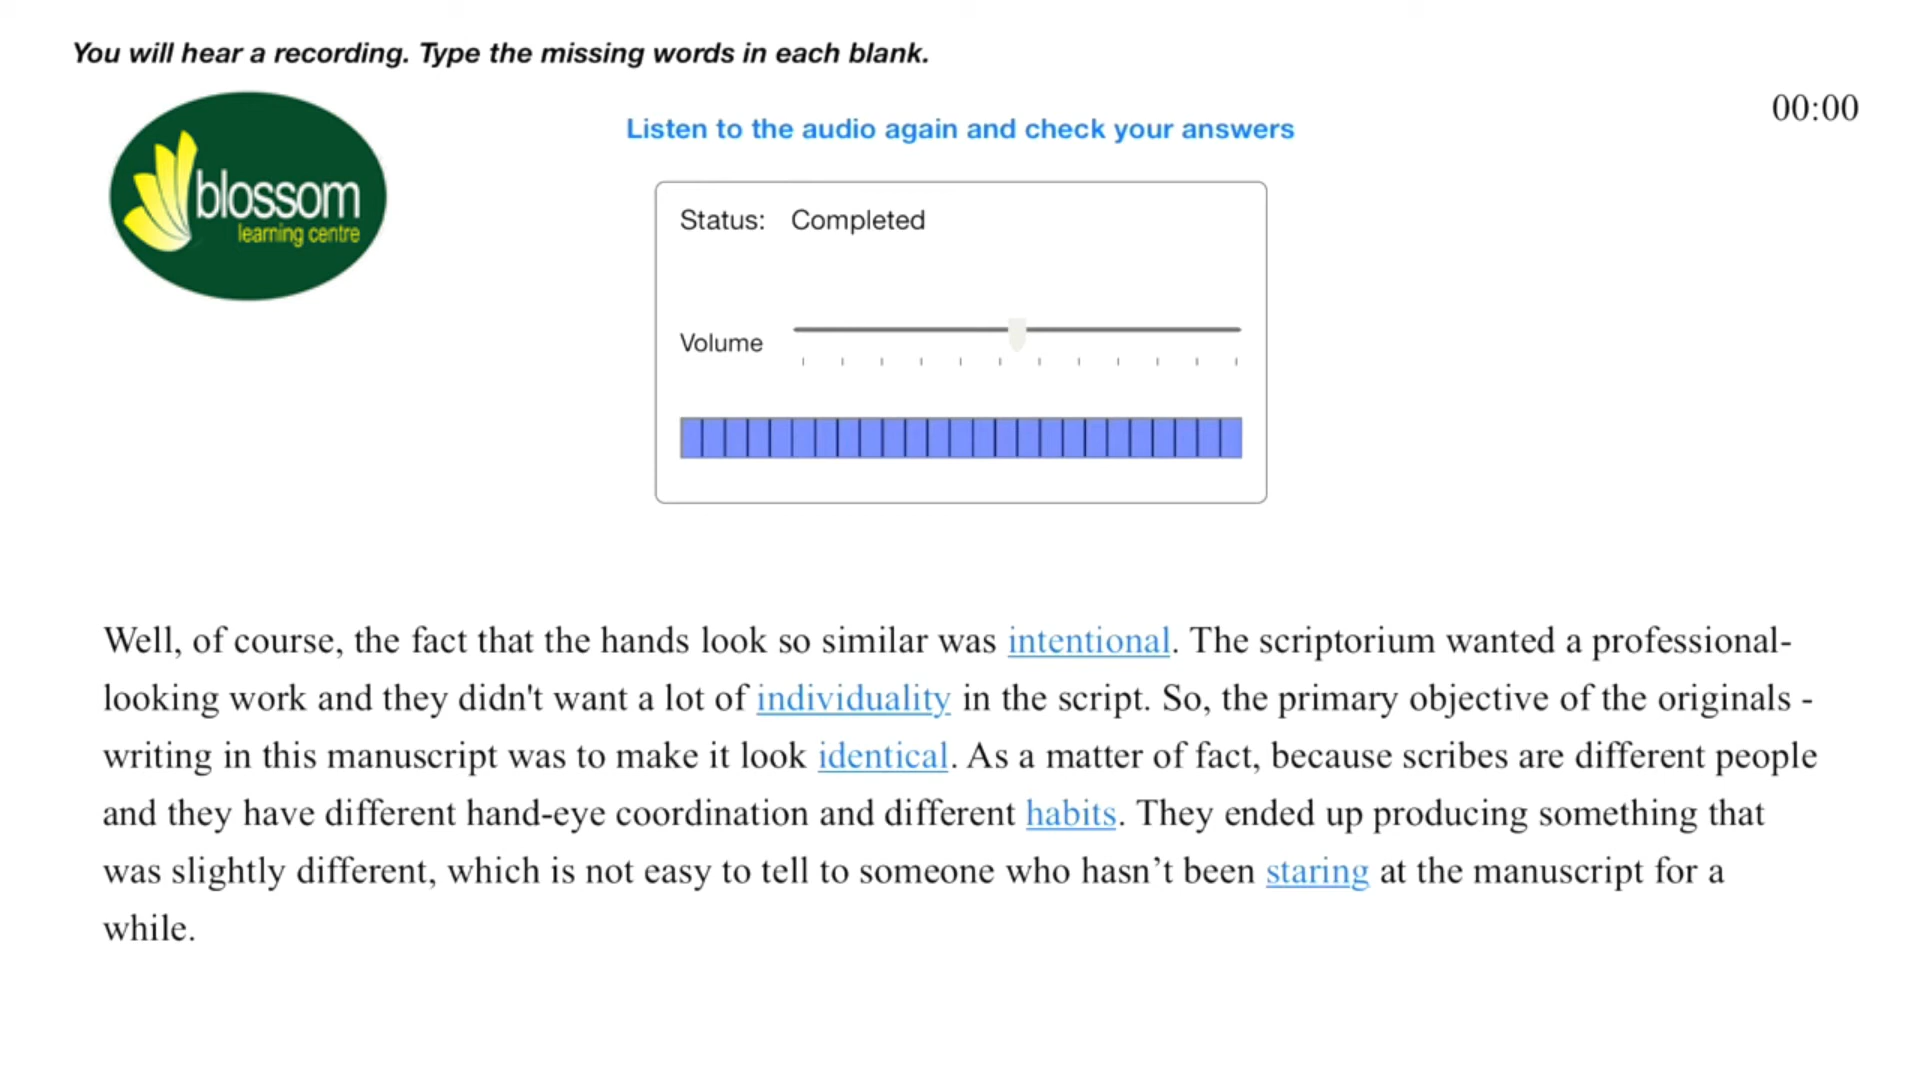 You will hear a recording. Type the missing words in each blank.
00:00
Listen to the audio again and check your answers
blossom
learning centre
Status: Completed
Volume
Well, of course, the fact that the hands look so similar was intentional. The scriptorium wanted a professional-
looking work and they didn't want a lot of individuality in the script. So, the primary objective of the originals -
writing in this manuscript was to make it look identical. As a matter of fact, because scribes are different people
and they have different hand-eye coordination and different habits. They ended up producing something that
was slightly different, which is not easy to tell to someone who hasn’t been staring at the manuscript for a
while.